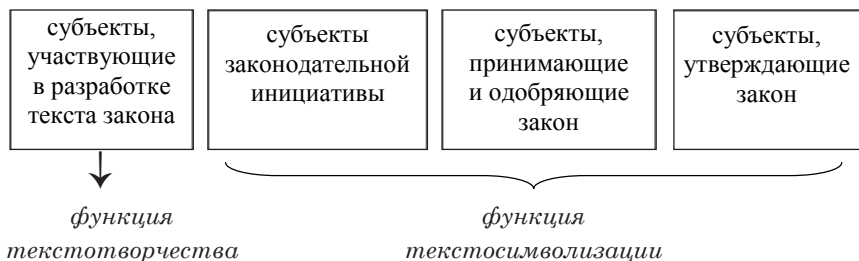 субъекты,
участвующие
в разработке
текста закона
субъекты
законодательной
инициативы
субъекты,
принимающие
и одобряющие
закон
субъекты,
утверждающие
закон
функция
текстотворчества
функция
текстосимволизации